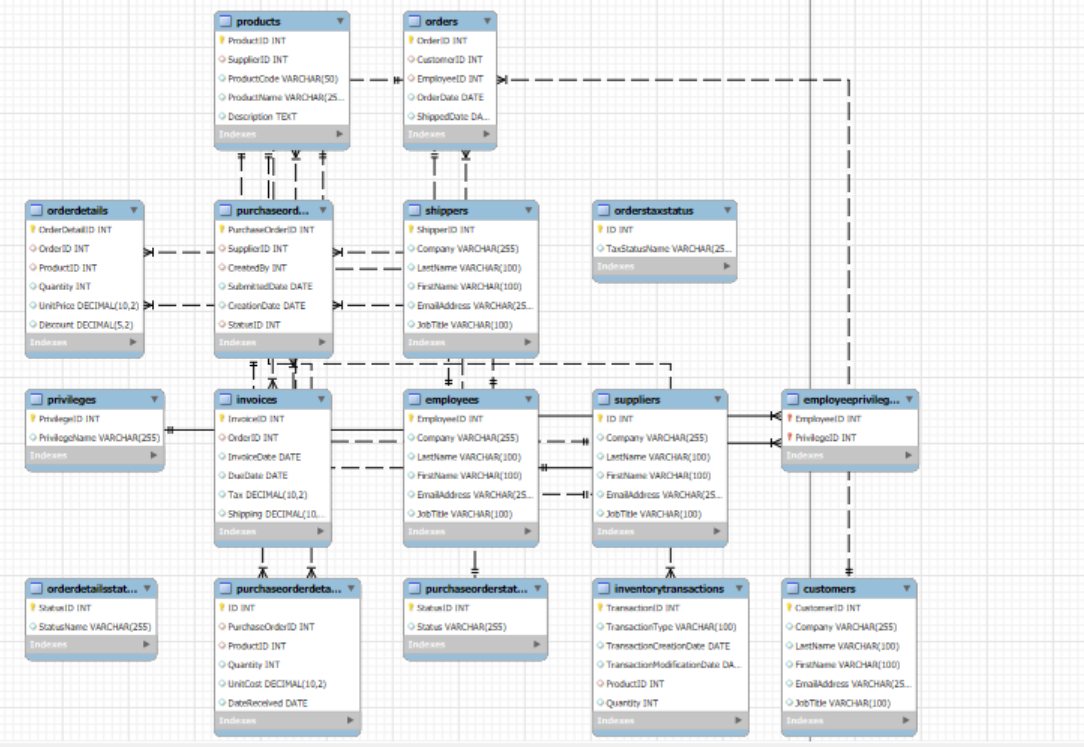 products
ProductID INT
SupplierID INT
ProductCode VARCHAR(50)
ProductName VARCHAR(25...
Description TEXT
Indexes
orders
OrderID INT
CustomerID INT
EmployeeID INT
OrderDate DATE
ShippedDate DA...
Indexes
orderdetails
OrderDetailID INT
OrderID INT
ProductID INT
Quantity INT
UnitPrice DECIMAL(10,2)
Discount DECIMAL(5,2)
Indexes
purchaseord...
PurchaseOrderID INT
SupplierID INT
CreatedBy INT
SubmittedDate DATE
CreationDate DATE
StatusID INT
Indexes
shippers
ShipperID INT
Company VARCHAR(255)
LastName VARCHAR(100)
FirstName VARCHAR(100)
EmailAddress VARCHAR(25...
JobTitle VARCHAR(100)
Indexes
orderstaxstatus
ID INT
TaxStatusName VARCHAR(25...
Indexes
privileges
PrivilegeID INT
PrivilegeName VARCHAR(255)
Indexes
invoices
InvoiceID INT
OrderID INT
InvoiceDate DATE
DueDate DATE
Tax DECIMAL(10,2)
Shipping DECIMAL(10,...
Indexes
employees
EmployeeID INT
Company VARCHAR(255)
LastName VARCHAR(100)
FirstName VARCHAR(100)
EmailAddress VARCHAR(25...
JobTitle VARCHAR(100)
Indexes
suppliers
ID INT
Company VARCHAR(255)
LastName VARCHAR(100)
FirstName VARCHAR(100)
EmailAddress VARCHAR(25...
JobTitle VARCHAR(100)
Indexes
employeeprivileg...
EmployeeID INT
PrivilegeID INT
Indexes
orderdetailsstat...
StatusID INT
StatusName VARCHAR(255)
Indexes
purchaseorderdeta...
ID INT
PurchaseOrderID INT
ProductID INT
Quantity INT
UnitCost DECIMAL(10,2)
DateReceived DATE
Indexes
purchaseorderstat...
StatusID INT
Status VARCHAR(255)
Indexes
inventorytransactions
TransactionID INT
TransactionType VARCHAR(100)
TransactionCreationDate DATE
TransactionModificationDate DA...
ProductID INT
Quantity INT
Indexes
customers
CustomerID INT
Company VARCHAR(255)
LastName VARCHAR(100)
FirstName VARCHAR(100)
EmailAddress VARCHAR(25...
JobTitle VARCHAR(100)
Indexes